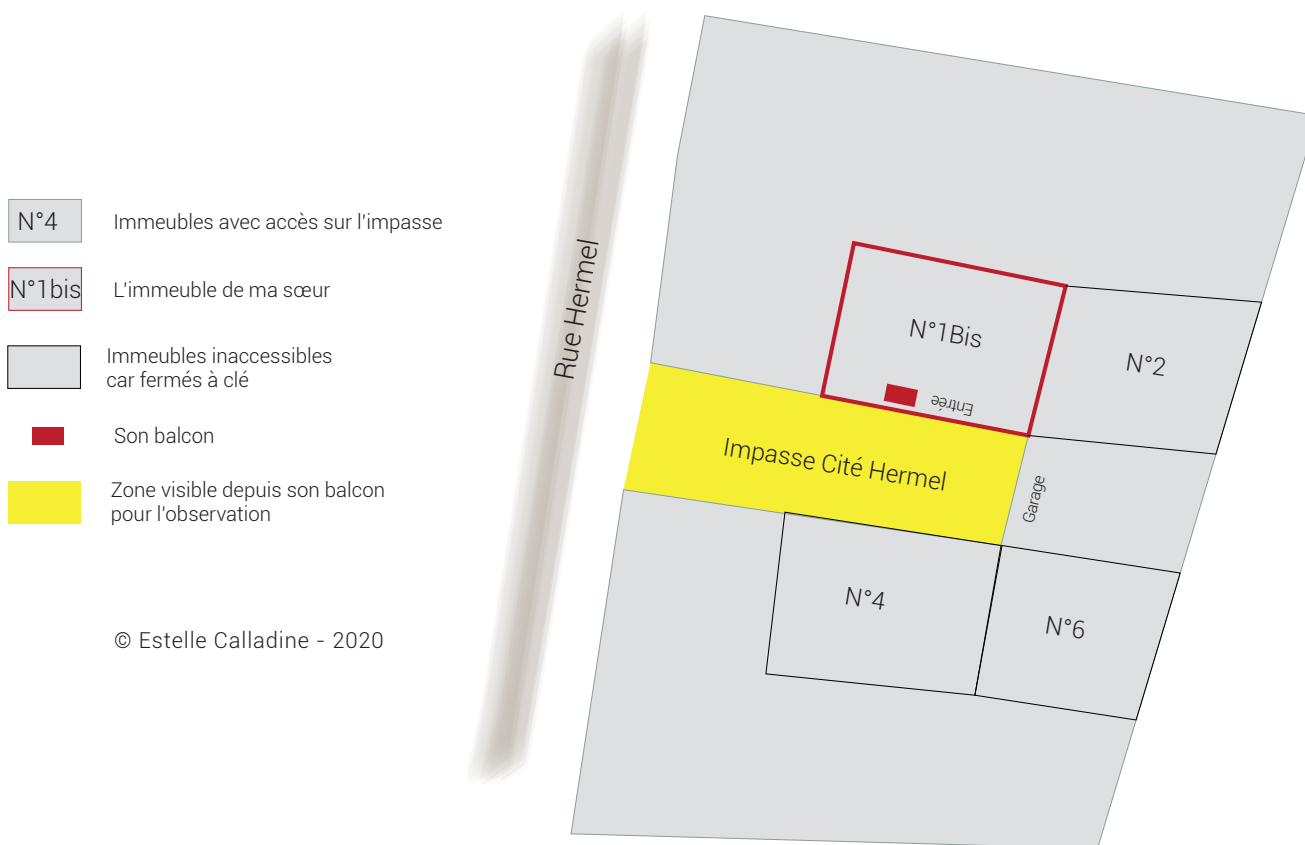 N°4
Immeubles avec accès sur l'impasse
N°1bis
L'immeuble de ma sœur
Immeubles inaccessibles
car fermés à clé
Son balcon
Zone visible depuis son balcon
pour l'observation
© Estelle Calladine - 2020
Rue Hermel
N°1Bis
Entrée
N°2
Impasse Cité Hermel
Garage
N°4
N°6